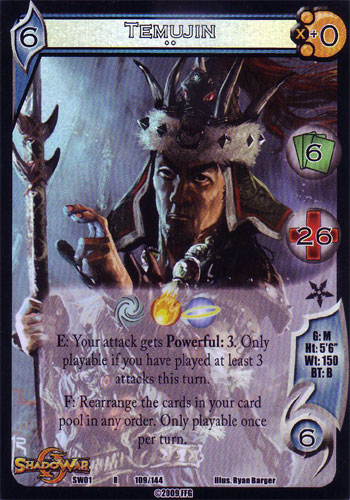 6
TEMUJIN
X+0
6
26
E: Your attack gets Powerful: 3. Only
playable if you have played at least 3
attacks this turn.
F: Rearrange the cards in your card
pool in any order. Only playable once
per turn.
G: M
Ht: 5'6"
Wt: 150
BT: B
6
SHADOWAR
SW01 R 109/144 Illus. Ryan Barger
©2009 FFG